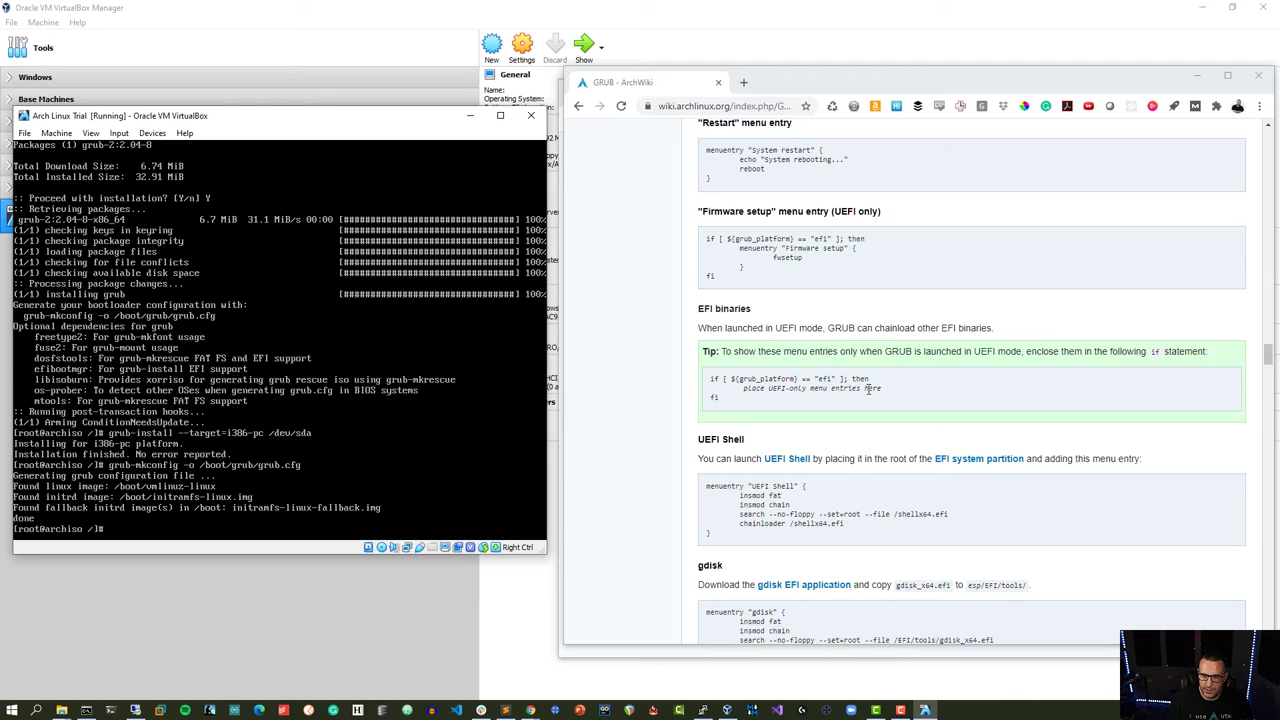 Oracle VM VirtualBox Manager
File Machine Help
Tools
Windows
Base Machines
New Settings Discard Show
General
Name:
Operating System:
Arch Linux Trial [Running] - Oracle VM VirtualBox
File Machine View Input Devices Help
Packages (1) grub-2:2.04-8
Total Download Size: 6.74 MiB
Total Installed Size: 32.91 MiB
:: Proceed with installation? [Y/n] Y
:: Retrieving packages...
grub-2:2.04-8-x86_64 6.7 MiB 31.1 MiB/s 00:00 [######################################] 100%
(1/1) checking keys in keyring [######################################] 100%
(1/1) checking package integrity [######################################] 100%
(1/1) loading package files [######################################] 100%
(1/1) checking for file conflicts [######################################] 100%
(1/1) checking available disk space [######################################] 100%
:: Processing package changes...
(1/1) installing grub [######################################] 100%
Generate your bootloader configuration with:
grub-mkconfig -o /boot/grub/grub.cfg
Optional dependencies for grub
freetype2: For grub-mkfont usage
fuse2: For grub-mount usage
dosfstools: For grub-mkrescue FAT FS and EFI support
efibootmgr: For grub-install EFI support
libisoburn: Provides xorriso for generating grub rescue iso using grub-mkrescue
os-prober: To detect other OSes when generating grub.cfg in BIOS systems
mtools: For grub-mkrescue FAT FS support
:: Running post-transaction hooks...
(1/1) Arming ConditionNeedsUpdate...
[root@archiso /]# grub-install --target=i386-pc /dev/sda
Installing for i386-pc platform.
Installation finished. No error reported.
[root@archiso /]# grub-mkconfig -o /boot/grub/grub.cfg
Generating grub configuration file ...
Found linux image: /boot/vmlinuz-linux
Found initrd image: /boot/initramfs-linux.img
Found fallback initrd image(s) in /boot: initramfs-linux-fallback.img
done
[root@archiso /]#
Right Ctrl
GRUB - ArchWiki
wiki.archlinux.org/index.php/G...
"Restart" menu entry
menuentry "System restart" {
echo "System rebooting..."
reboot
}
"Firmware setup" menu entry (UEFI only)
if [ ${grub_platform} == "efi" ]; then
menuentry "Firmware setup" {
fwsetup
}
fi
EFI binaries
When launched in UEFI mode, GRUB can chainload other EFI binaries.
Tip: To show these menu entries only when GRUB is launched in UEFI mode, enclose them in the following if statement:
if [ ${grub_platform} == "efi" ]; then
place UEFI-only menu entries here
fi
UEFI Shell
You can launch UEFI Shell by placing it in the root of the EFI system partition and adding this menu entry:
menuentry "UEFI Shell" {
insmod fat
insmod chain
search --no-floppy --set=root --file /shellx64.efi
chainloader /shellx64.efi
}
gdisk
Download the gdisk EFI application and copy gdisk_x64.efi to esp/EFI/tools/.
menuentry "gdisk" {
insmod fat
insmod chain
search --no-floppy --set=root --file /EFI/tools/gdisk_x64.efi